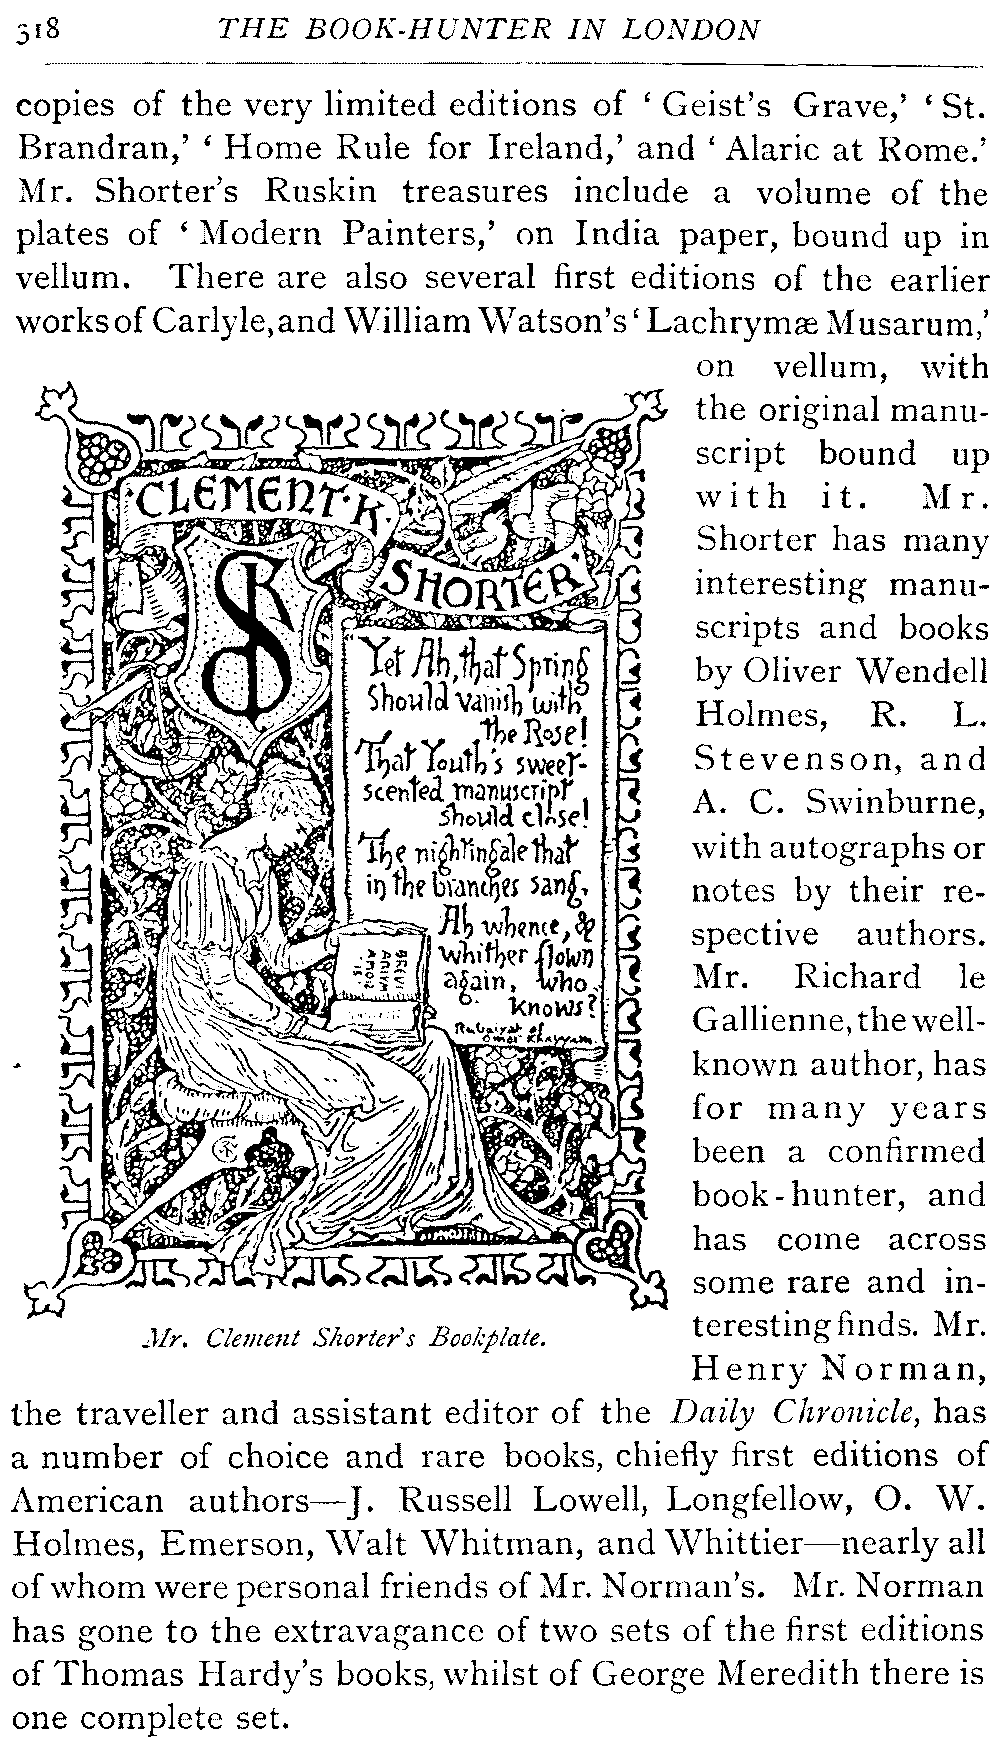 318 THE BOOK-HUNTER IN LONDON
copies of the very limited editions of ‘Geist's Grave,’ ‘St.
Brandran,’ ‘Home Rule for Ireland,’ and ‘Alaric at Rome.’
Mr. Shorter's Ruskin treasures include a volume of the
plates of ‘Modern Painters,’ on India paper, bound up in
vellum. There are also several first editions of the earlier
works of Carlyle, and William Watson's ‘Lachrymæ Musarum,’
on vellum, with
the original manu-
script bound up
with it. Mr.
Shorter has many
interesting manu-
scripts and books
by Oliver Wendell
Holmes, R. L.
Stevenson, and
A. C. Swinburne,
with autographs or
notes by their re-
spective authors.
Mr. Richard le
Gallienne, the well-
known author, has
for many years
been a confirmed
book-hunter, and
has come across
some rare and in-
teresting finds. Mr.
Henry Norman,
CLEMENT·K·
SHORTER·
Yet Ah, that Spring
should vanish with
the Rose!
That Youth's sweet-
scented manuscript
should close!
The nightingale that
in the branches sang,
Ah whence, &
whither flown
again, who
knows?
Rubaiyat of
Omar Khayyam.
Mr. Clement Shorter's Bookplate.
the traveller and assistant editor of the Daily Chronicle, has
a number of choice and rare books, chiefly first editions of
American authors—J. Russell Lowell, Longfellow, O. W.
Holmes, Emerson, Walt Whitman, and Whittier—nearly all
of whom were personal friends of Mr. Norman's. Mr. Norman
has gone to the extravagance of two sets of the first editions
of Thomas Hardy's books, whilst of George Meredith there is
one complete set.